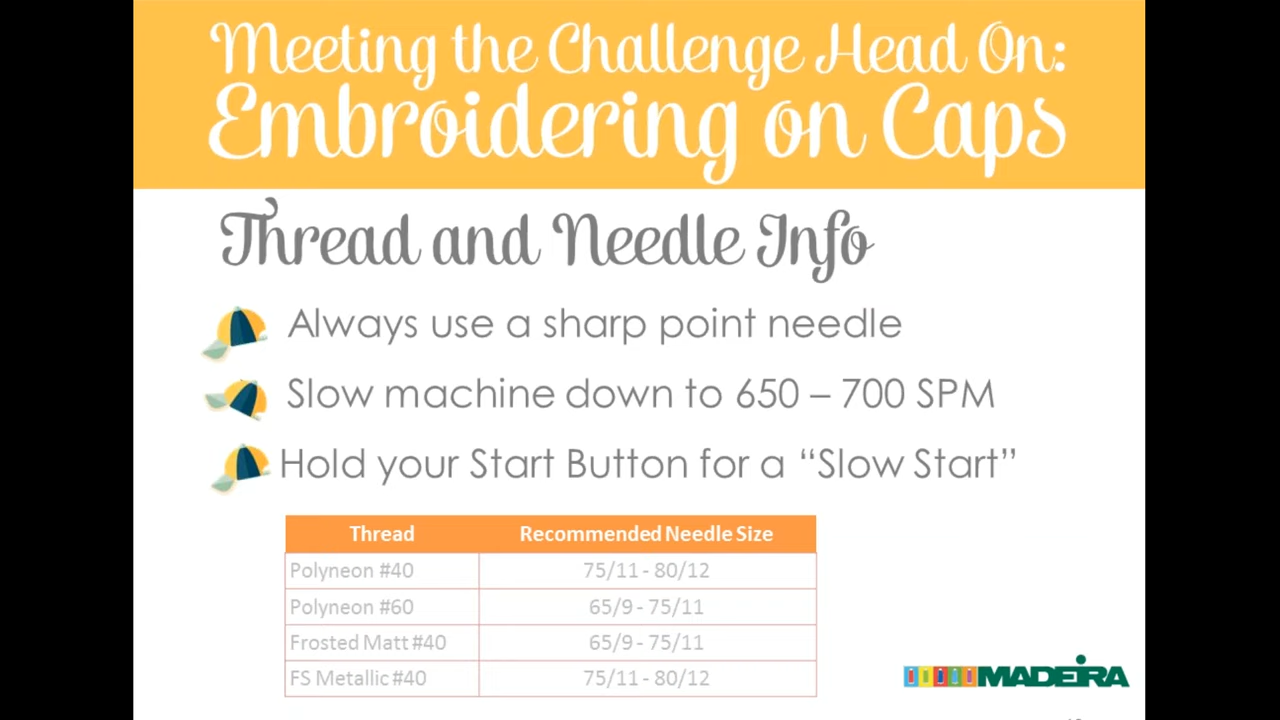 Meeting the Challenge Head On:
Embroidering on Caps
Thread and Needle Info
Always use a sharp point needle
Slow machine down to 650 – 700 SPM
Hold your Start Button for a “Slow Start”
Thread Recommended Needle Size
Polyneon #40 75/11 - 80/12
Polyneon #60 65/9 - 75/11
Frosted Matt #40 65/9 - 75/11
FS Metallic #40 75/11 - 80/12
MADEIRA